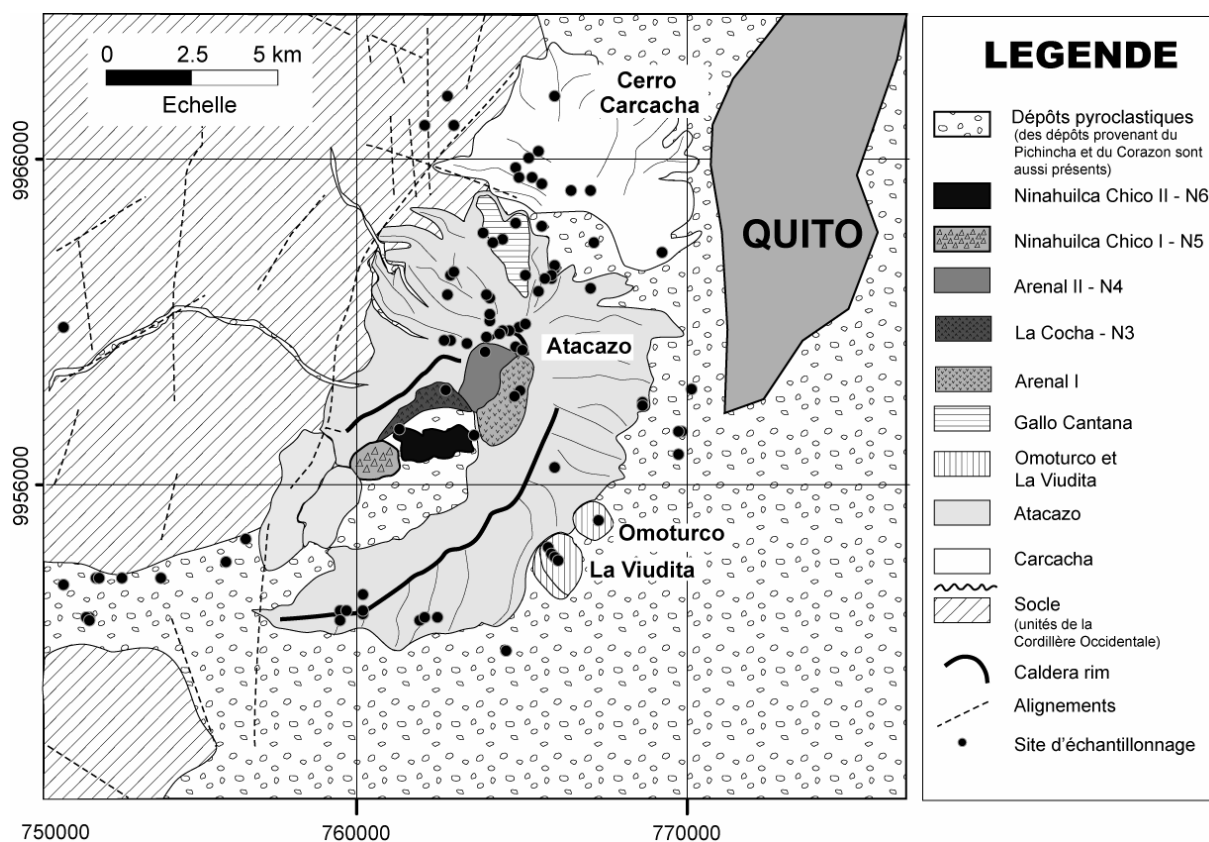 0 2.5 5 km
Echelle
Cerro
Carcacha
QUITO
Atacazo
Omoturco
La Viudita
9966000
9956000
750000
760000
770000
LEGENDE
Dépôts pyroclastiques
(des dépôts provenant du
Pichincha et du Corazon sont
aussi présents)
Ninahuilca Chico II - N6
Ninahuilca Chico I - N5
Arenal II - N4
La Cocha - N3
Arenal I
Gallo Cantana
Omoturco et
La Viudita
Atacazo
Carcacha
Socle
(unités de la
Cordillère Occidentale)
Caldera rim
Alignements
Site d'échantillonnage